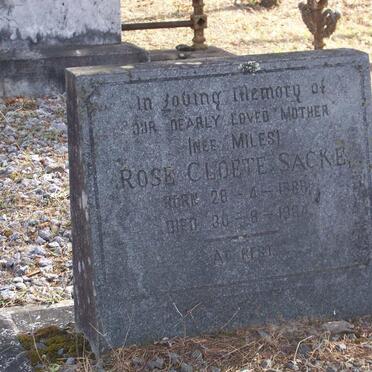 In Loving Memory of
OUR DEARLY LOVED MOTHER
(NEE MILES)
ROSE CLOETE SACKE,
BORN 28 - 4 -
DIED 30 - 8 -
AT REST